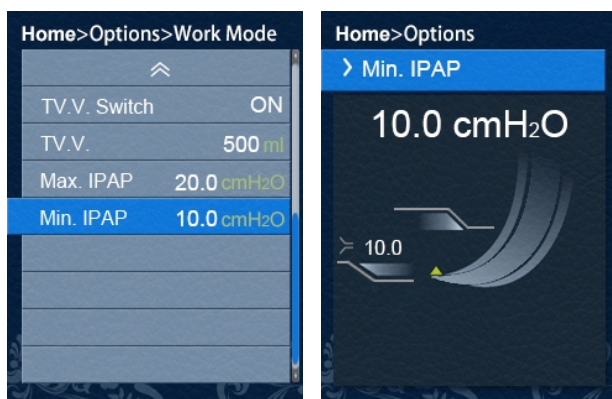 Home>Options>Work Mode
TV.V. Switch ON
TV.V. 500 ml
Max. IPAP 20.0 cmH₂O
Min. IPAP 10.0 cmH₂O
Home>Options
Min. IPAP
10.0 cmH₂O
10.0